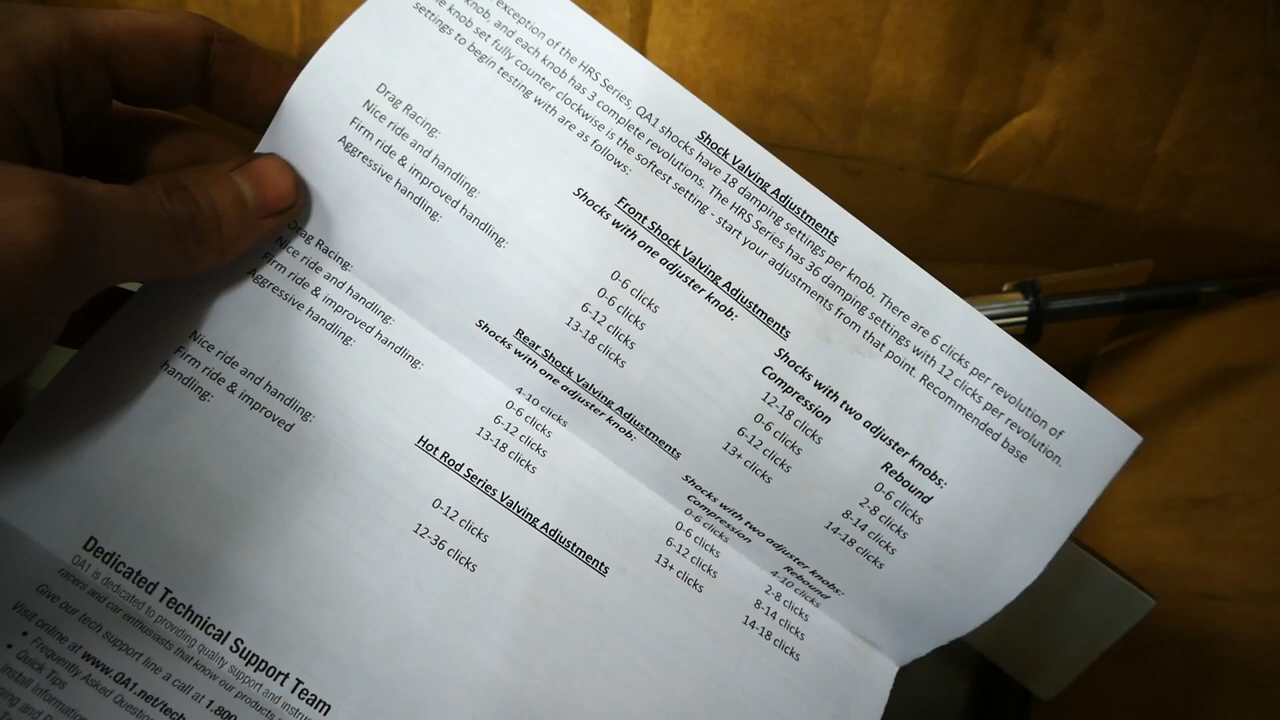 Shock Valving Adjustments
exception of the HRS Series, QA1 shocks have 18 damping settings per knob. There are 6 clicks per revolution of
knob, and each knob has 3 complete revolutions. The HRS Series has 36 damping settings with 12 clicks per revolution.
knob set fully counter clockwise is the softest setting - start your adjustments from that point. Recommended base
settings to begin testing with are as follows:
Front Shock Valving Adjustments
Shocks with one adjuster knob: Shocks with two adjuster knobs:
Compression Rebound
Drag Racing: 0-6 clicks 12-18 clicks 0-6 clicks
Nice ride and handling: 0-6 clicks 0-6 clicks 2-8 clicks
Firm ride & improved handling: 6-12 clicks 6-12 clicks 8-14 clicks
Aggressive handling: 13-18 clicks 13+ clicks 14-18 clicks
Rear Shock Valving Adjustments
Shocks with one adjuster knob: Shocks with two adjuster knobs:
Compression Rebound
Drag Racing: 4-10 clicks 0-6 clicks 4-10 clicks
Nice ride and handling: 0-6 clicks 0-6 clicks 2-8 clicks
Firm ride & improved handling: 6-12 clicks 6-12 clicks 8-14 clicks
Aggressive handling: 13-18 clicks 13+ clicks 14-18 clicks
Hot Rod Series Valving Adjustments
Nice ride and handling: 0-12 clicks
Firm ride & improved 12-36 clicks
handling:
Dedicated Technical Support Team
QA1 is dedicated to providing quality support and
racers and car enthusiasts that know our products
Give our tech support line a call at 1.800
Visit online at www.QA1.net/tech
• Frequently Asked
• Quick Tips
Install
and